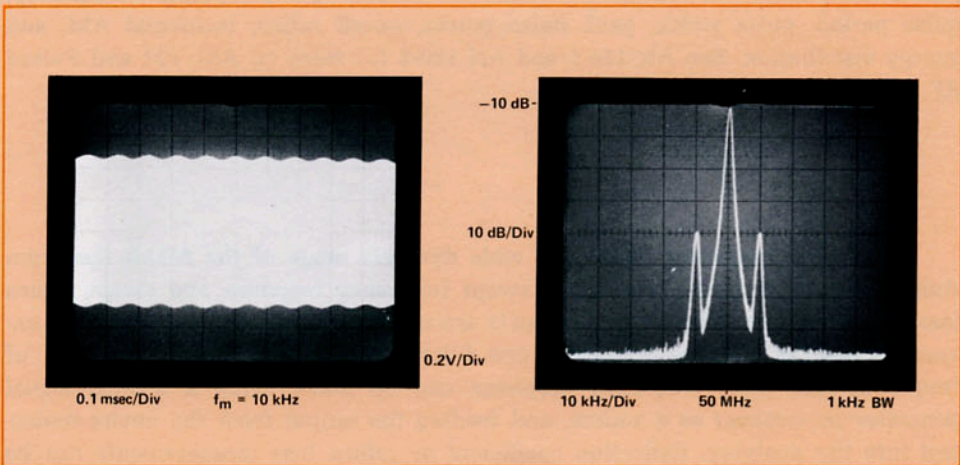 −10 dB-
10 dB/Div
0.2V/Div
0.1 msec/Div fm = 10 kHz
10 kHz/Div 50 MHz 1 kHz BW